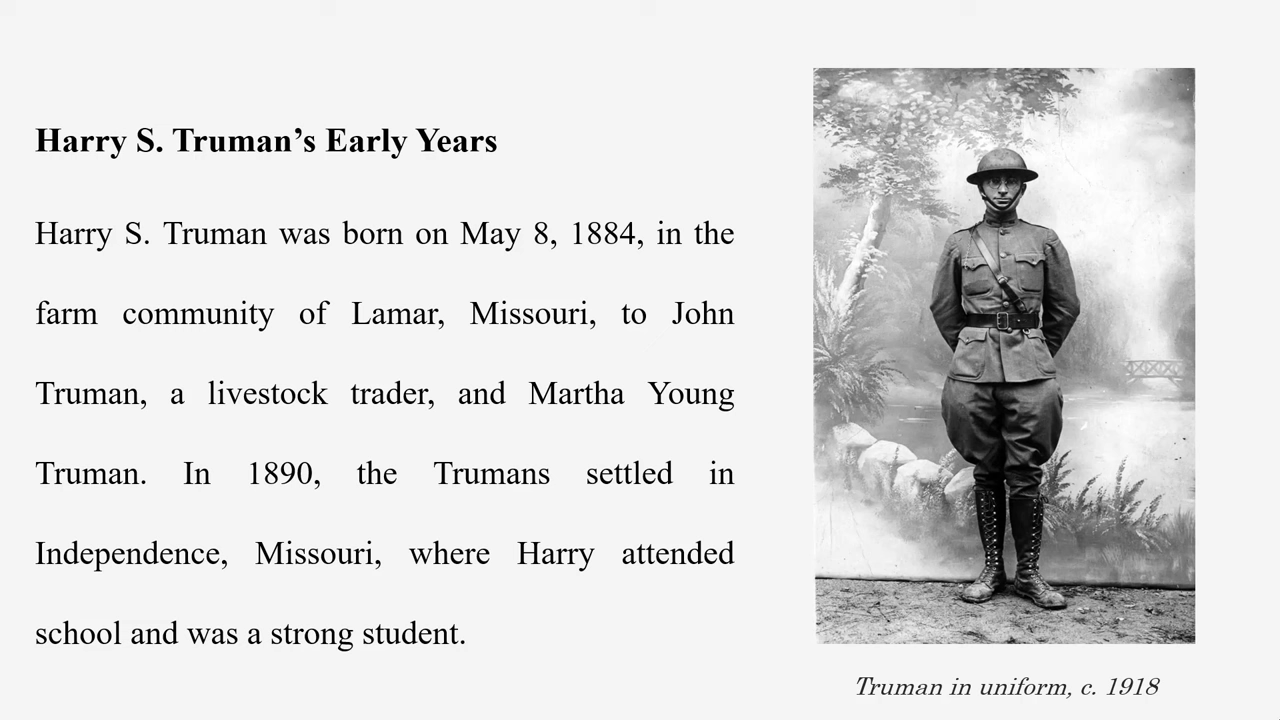 Harry S. Truman’s Early Years
Harry S. Truman was born on May 8, 1884, in the
farm community of Lamar, Missouri, to John
Truman, a livestock trader, and Martha Young
Truman. In 1890, the Trumans settled in
Independence, Missouri, where Harry attended
school and was a strong student.
Truman in uniform, c. 1918